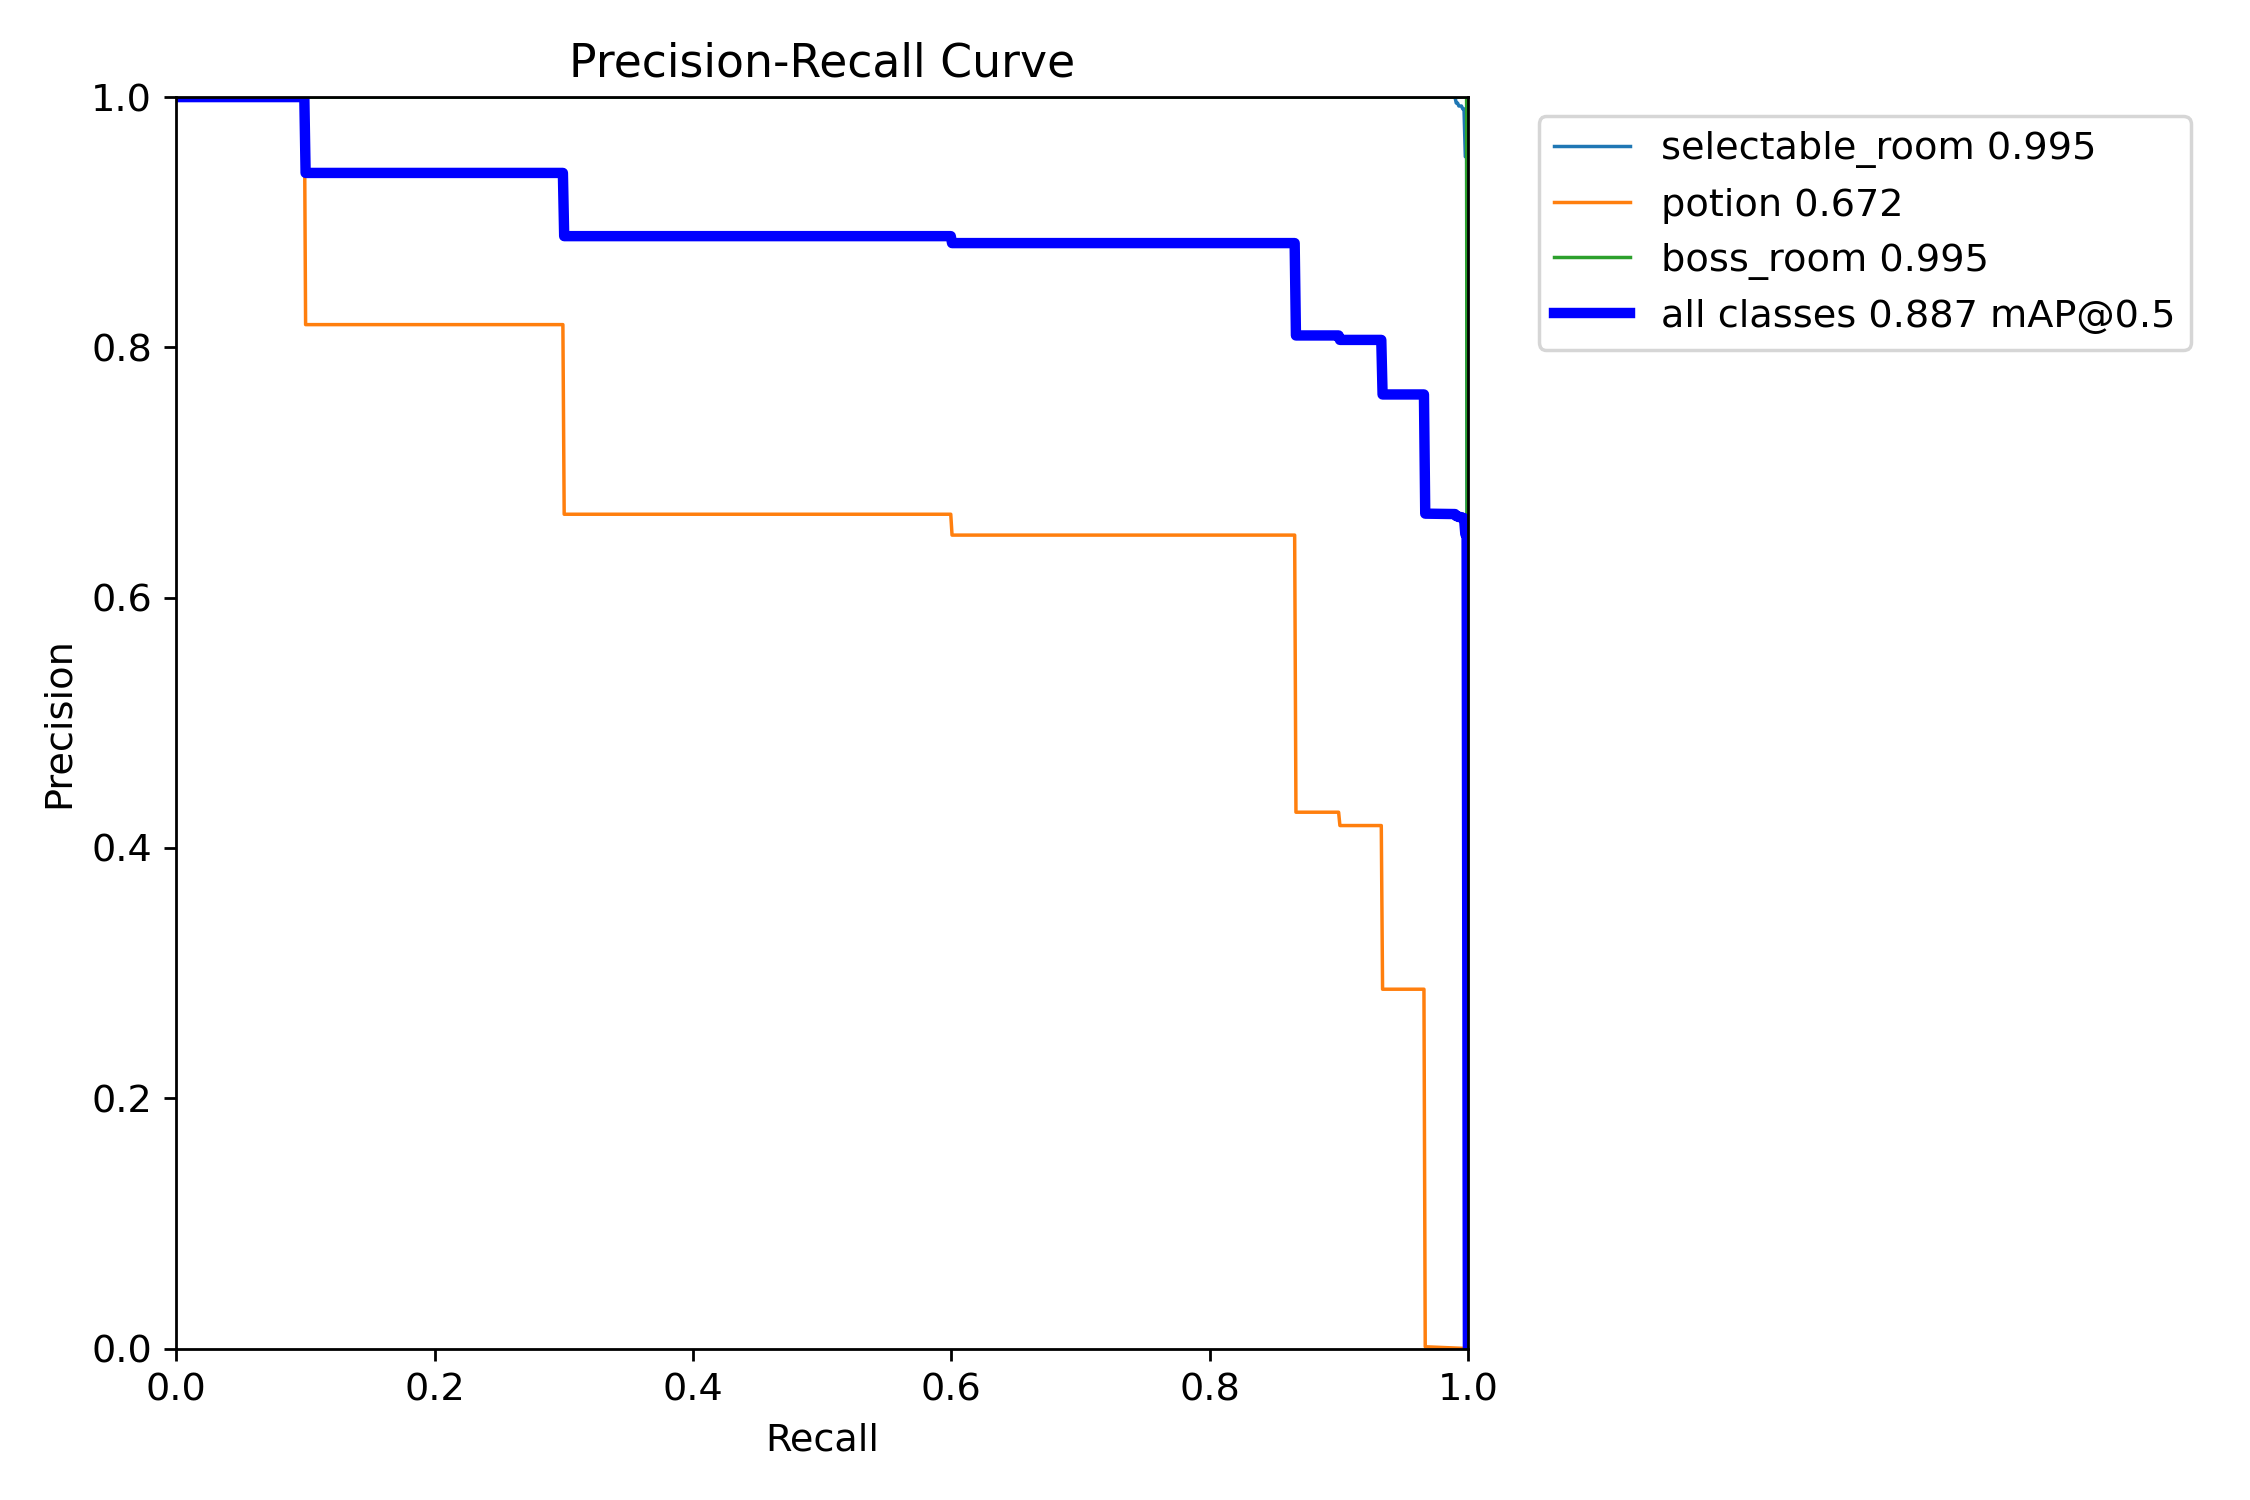 Precision-Recall Curve
1.0
0.8
0.6
0.4
0.2
0.0
Precision
0.0 0.2 0.4 0.6 0.8 1.0
Recall
selectable_room 0.995
potion 0.672
boss_room 0.995
all classes 0.887 mAP@0.5